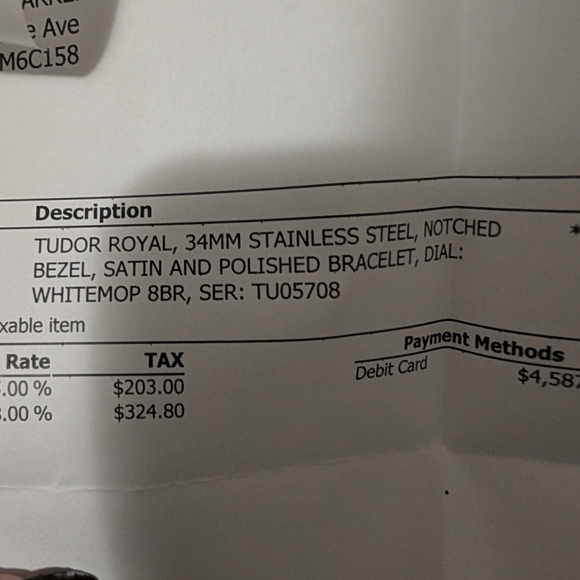 e Ave
M6C158
Description
TUDOR ROYAL, 34MM STAINLESS STEEL, NOTCHED
BEZEL, SATIN AND POLISHED BRACELET, DIAL:
WHITEMOP 8BR, SER: TU05708
xable item
Rate TAX
.00 % $203.00
.00 % $324.80
Payment Methods
Debit Card $4,587